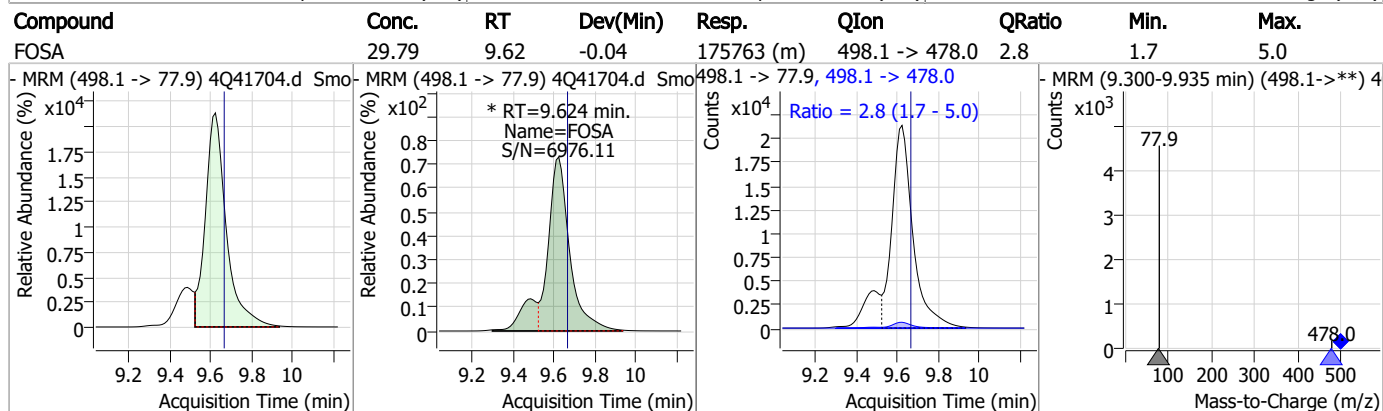 Compound Conc. RT Dev(Min) Resp. QIon QRatio Min. Max.
FOSA 29.79 9.62 -0.04 175763 (m) 498.1 -> 478.0 2.8 1.7 5.0
- MRM (498.1 -> 77.9) 4Q41704.d Smo
Relative Abundance (%)
x10⁴
1.75
1.5
1.25
1
0.75
0.5
0.25
0
9.2 9.4 9.6 9.8 10
Acquisition Time (min)
- MRM (498.1 -> 77.9) 4Q41704.d Smo
Relative Abundance (%)
x10²
* RT=9.624 min.
Name=FOSA
S/N=6976.11
0.8
0.7
0.6
0.5
0.4
0.3
0.2
0.1
0
9.2 9.4 9.6 9.8 10
Acquisition Time (min)
498.1 -> 77.9, 498.1 -> 478.0
Counts
x10⁴
Ratio = 2.8 (1.7 - 5.0)
2
1.75
1.5
1.25
1
0.75
0.5
0.25
0
9.2 9.4 9.6 9.8 10
Acquisition Time (min)
- MRM (9.300-9.935 min) (498.1->**) 4
Counts
x10³
77.9
4
3
2
1
0
478.0
100 200 300 400 500
Mass-to-Charge (m/z)